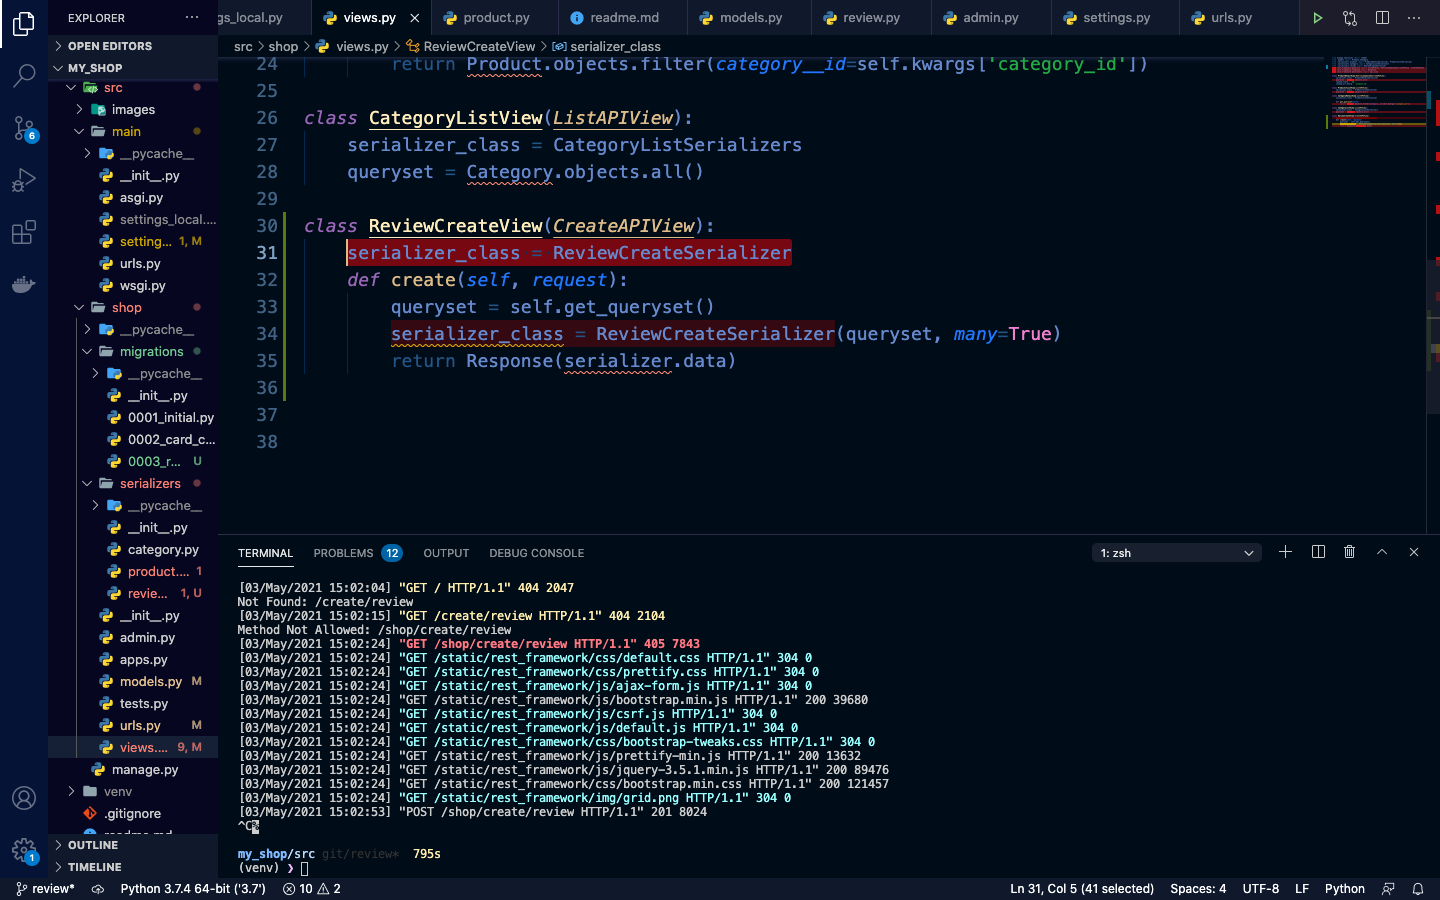 EXPLORER ...
gs_local.py views.py product.py readme.md models.py review.py admin.py settings.py urls.py ...
OPEN EDITORS
MY_SHOP
src
images
main
__pycache__
__init__.py
asgi.py
settings_local....
setting... 1, M
urls.py
wsgi.py
shop
__pycache__
migrations
__pycache__
__init__.py
0001_initial.py
0002_card_c...
0003_r... U
serializers
__pycache__
__init__.py
category.py
product.... 1
revie... 1, U
__init__.py
admin.py
apps.py
models.py M
tests.py
urls.py M
views.... 9, M
manage.py
venv
.gitignore
readme.md
OUTLINE
TIMELINE
6
1
src > shop > views.py > ReviewCreateView > serializer_class
24 return Product.objects.filter(category__id=self.kwargs['category_id'])
25
26 class CategoryListView(ListAPIView):
27 serializer_class = CategoryListSerializers
28 queryset = Category.objects.all()
29
30 class ReviewCreateView(CreateAPIView):
31 serializer_class = ReviewCreateSerializer
32 def create(self, request):
33 queryset = self.get_queryset()
34 serializer_class = ReviewCreateSerializer(queryset, many=True)
35 return Response(serializer.data)
36
37
38
TERMINAL PROBLEMS 12 OUTPUT DEBUG CONSOLE 1: zsh
[03/May/2021 15:02:04] "GET / HTTP/1.1" 404 2047
Not Found: /create/review
[03/May/2021 15:02:15] "GET /create/review HTTP/1.1" 404 2104
Method Not Allowed: /shop/create/review
[03/May/2021 15:02:24] "GET /shop/create/review HTTP/1.1" 405 7843
[03/May/2021 15:02:24] "GET /static/rest_framework/css/default.css HTTP/1.1" 304 0
[03/May/2021 15:02:24] "GET /static/rest_framework/css/prettify.css HTTP/1.1" 304 0
[03/May/2021 15:02:24] "GET /static/rest_framework/js/ajax-form.js HTTP/1.1" 304 0
[03/May/2021 15:02:24] "GET /static/rest_framework/js/bootstrap.min.js HTTP/1.1" 200 39680
[03/May/2021 15:02:24] "GET /static/rest_framework/js/csrf.js HTTP/1.1" 304 0
[03/May/2021 15:02:24] "GET /static/rest_framework/js/default.js HTTP/1.1" 304 0
[03/May/2021 15:02:24] "GET /static/rest_framework/css/bootstrap-tweaks.css HTTP/1.1" 304 0
[03/May/2021 15:02:24] "GET /static/rest_framework/js/prettify-min.js HTTP/1.1" 200 13632
[03/May/2021 15:02:24] "GET /static/rest_framework/js/jquery-3.5.1.min.js HTTP/1.1" 200 89476
[03/May/2021 15:02:24] "GET /static/rest_framework/css/bootstrap.min.css HTTP/1.1" 200 121457
[03/May/2021 15:02:24] "GET /static/rest_framework/img/grid.png HTTP/1.1" 304 0
[03/May/2021 15:02:53] "POST /shop/create/review HTTP/1.1" 201 8024
^C%
my_shop/src git/review* 795s
(venv) ❯
review* Python 3.7.4 64-bit ('3.7') 10 2 Ln 31, Col 5 (41 selected) Spaces: 4 UTF-8 LF Python